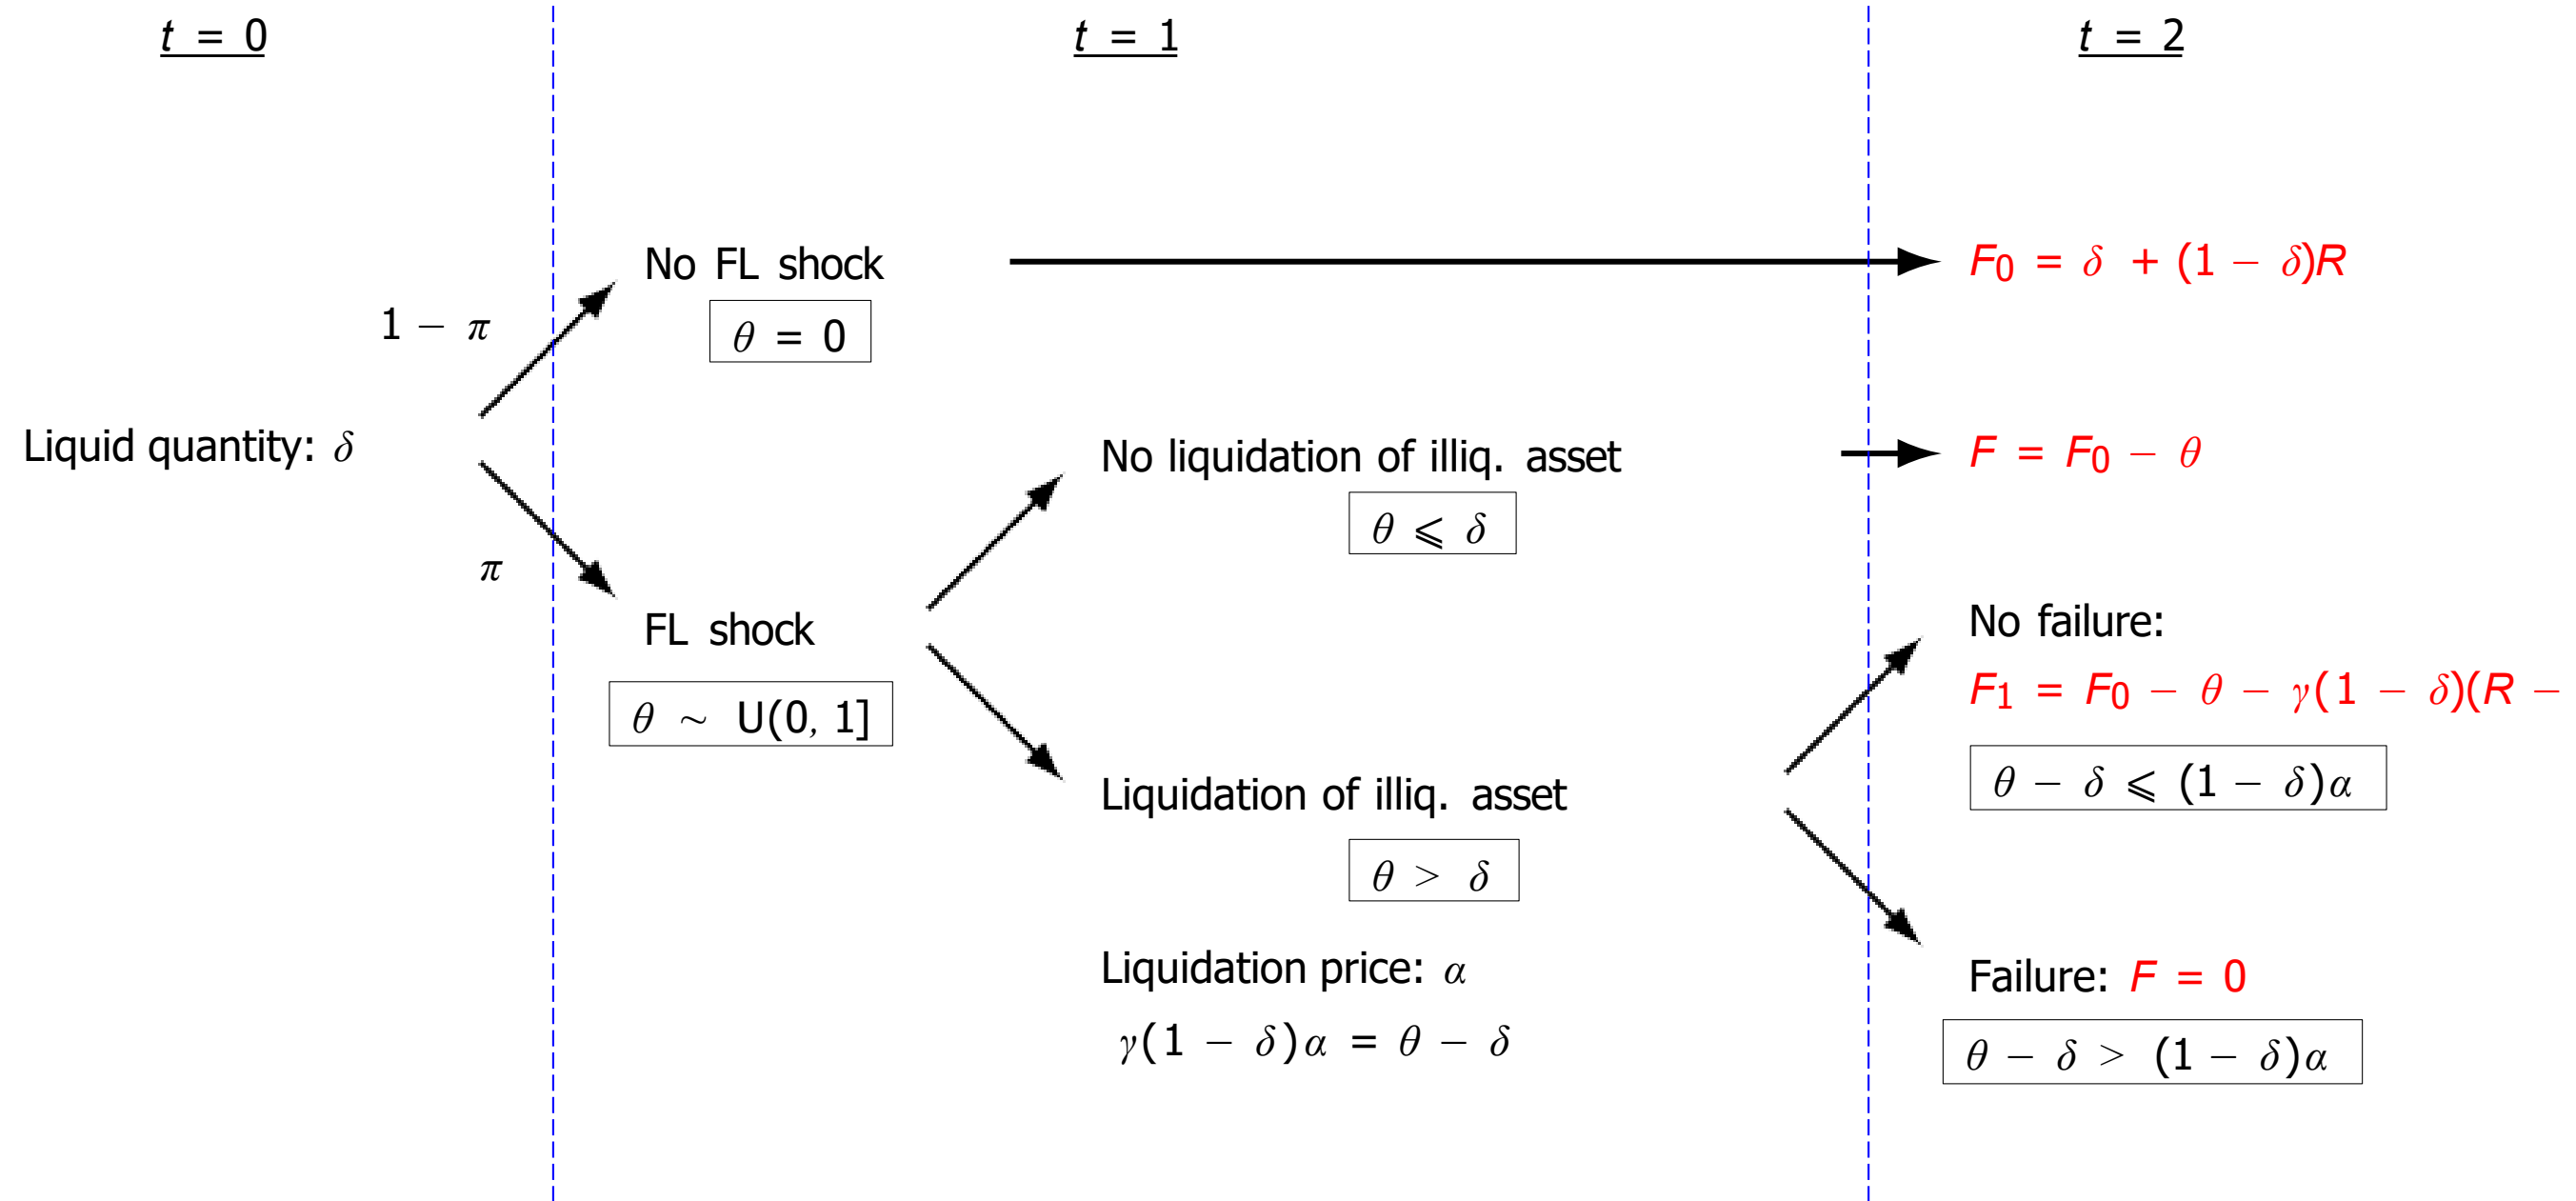 t = 0
t = 1
t = 2
No FL shock
F₀ = δ + (1 − δ)R
1 − π
θ = 0
Liquid quantity: δ
No liquidation of illiq. asset
F = F₀ − θ
θ ⩽ δ
π
FL shock
No failure:
θ ∼ U(0, 1]
F₁ = F₀ − θ − γ(1 − δ)(R −
Liquidation of illiq. asset
θ − δ ⩽ (1 − δ)α
θ > δ
Liquidation price: α
Failure: F = 0
γ(1 − δ)α = θ − δ
θ − δ > (1 − δ)α